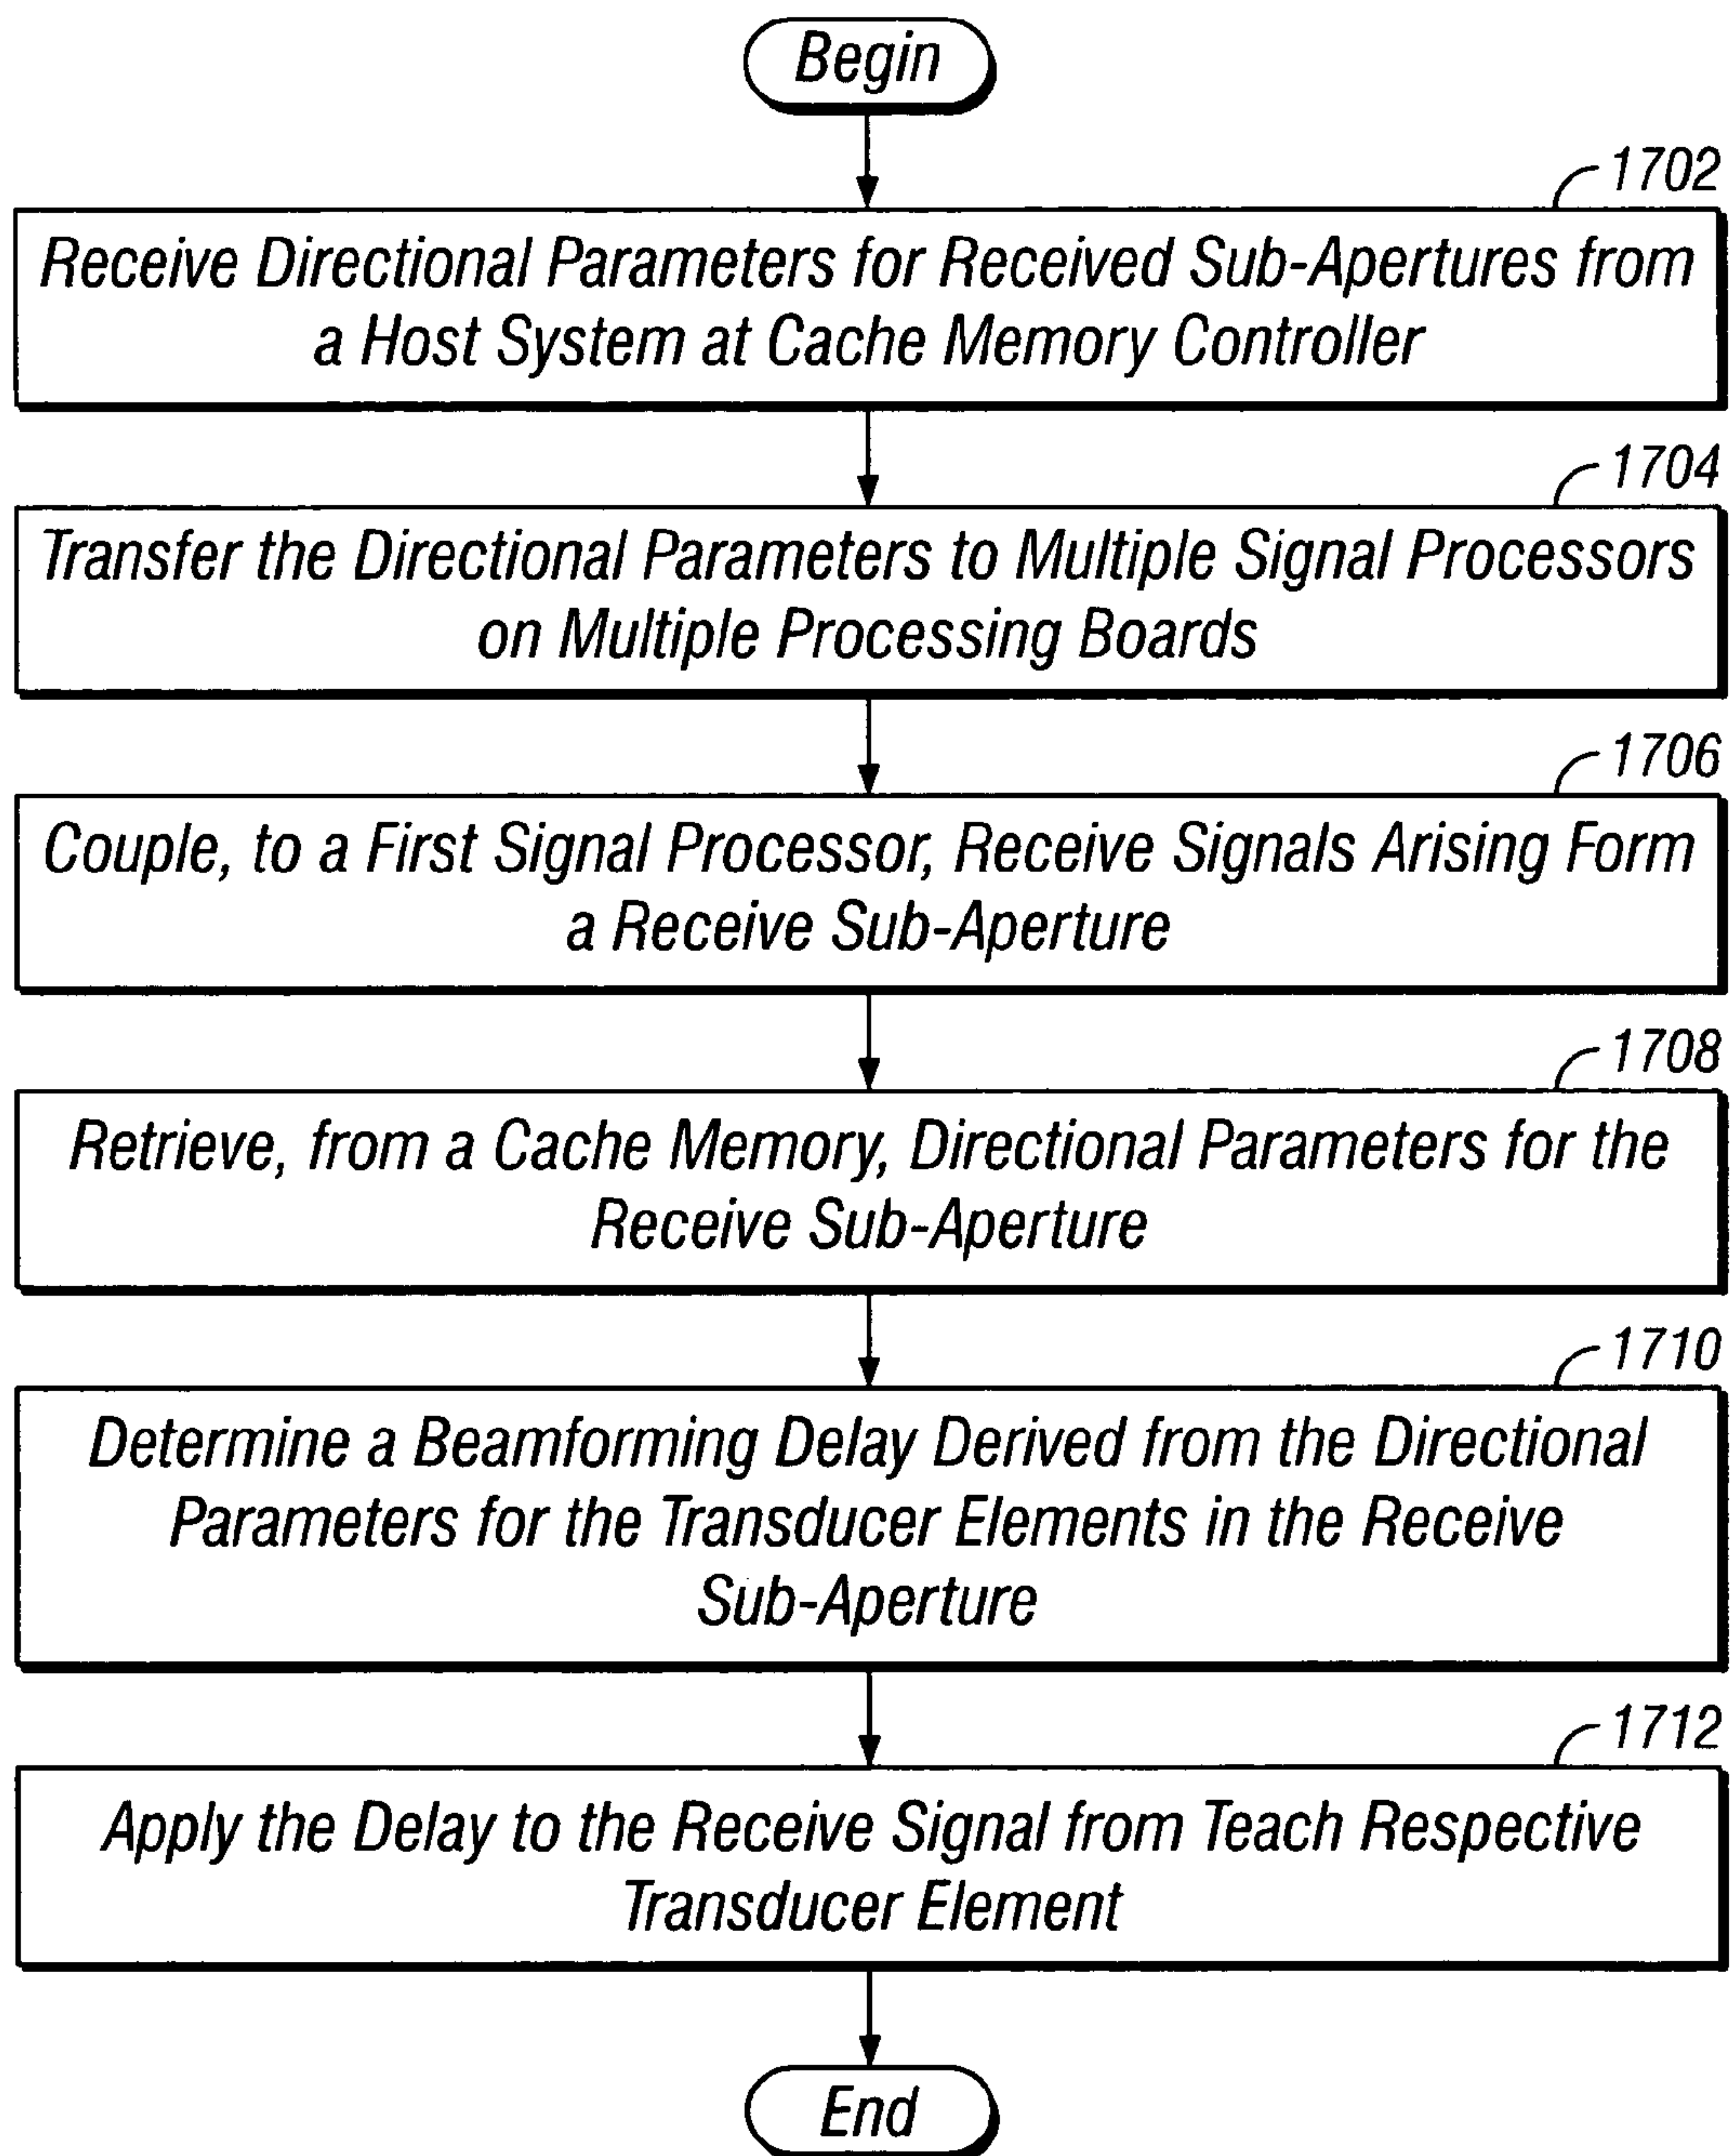 Begin
1702
Receive Directional Parameters for Received Sub-Apertures from
a Host System at Cache Memory Controller
1704
Transfer the Directional Parameters to Multiple Signal Processors
on Multiple Processing Boards
1706
Couple, to a First Signal Processor, Receive Signals Arising Form
a Receive Sub-Aperture
1708
Retrieve, from a Cache Memory, Directional Parameters for the
Receive Sub-Aperture
1710
Determine a Beamforming Delay Derived from the Directional
Parameters for the Transducer Elements in the Receive
Sub-Aperture
1712
Apply the Delay to the Receive Signal from Teach Respective
Transducer Element
End